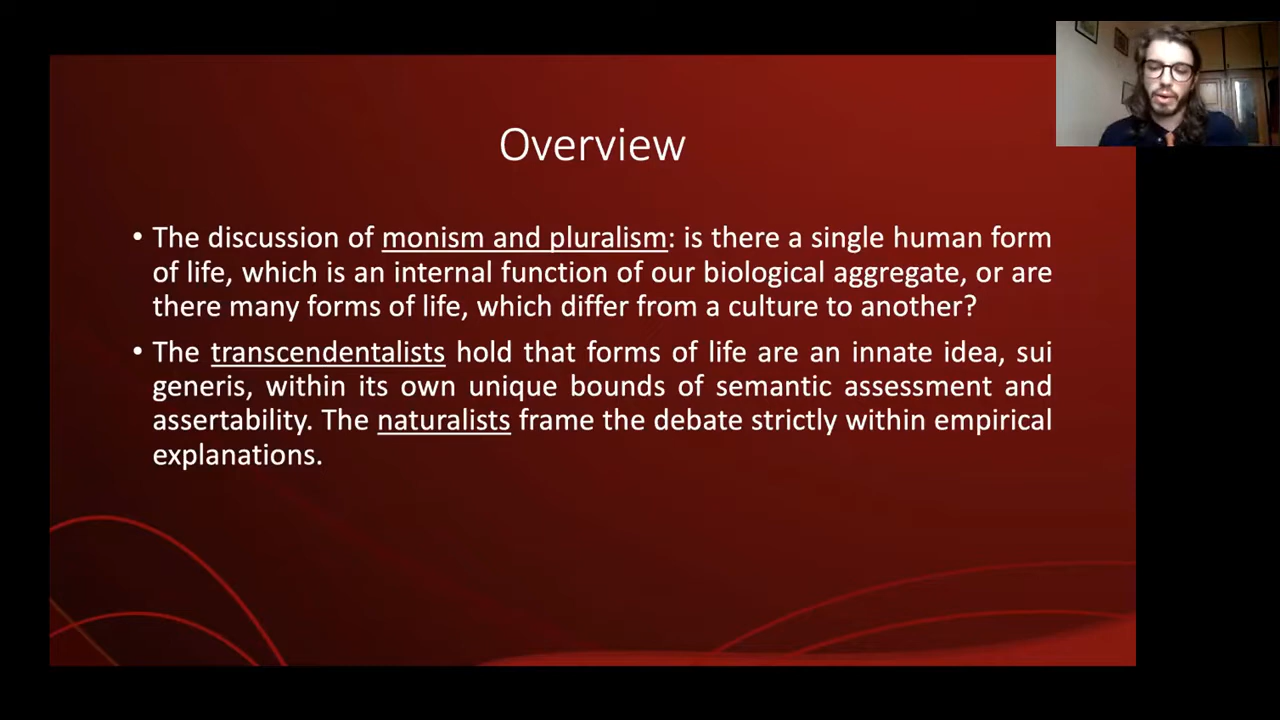 Overview
• The discussion of monism and pluralism: is there a single human form
of life, which is an internal function of our biological aggregate, or are
there many forms of life, which differ from a culture to another?
• The transcendentalists hold that forms of life are an innate idea, sui
generis, within its own unique bounds of semantic assessment and
assertability. The naturalists frame the debate strictly within empirical
explanations.